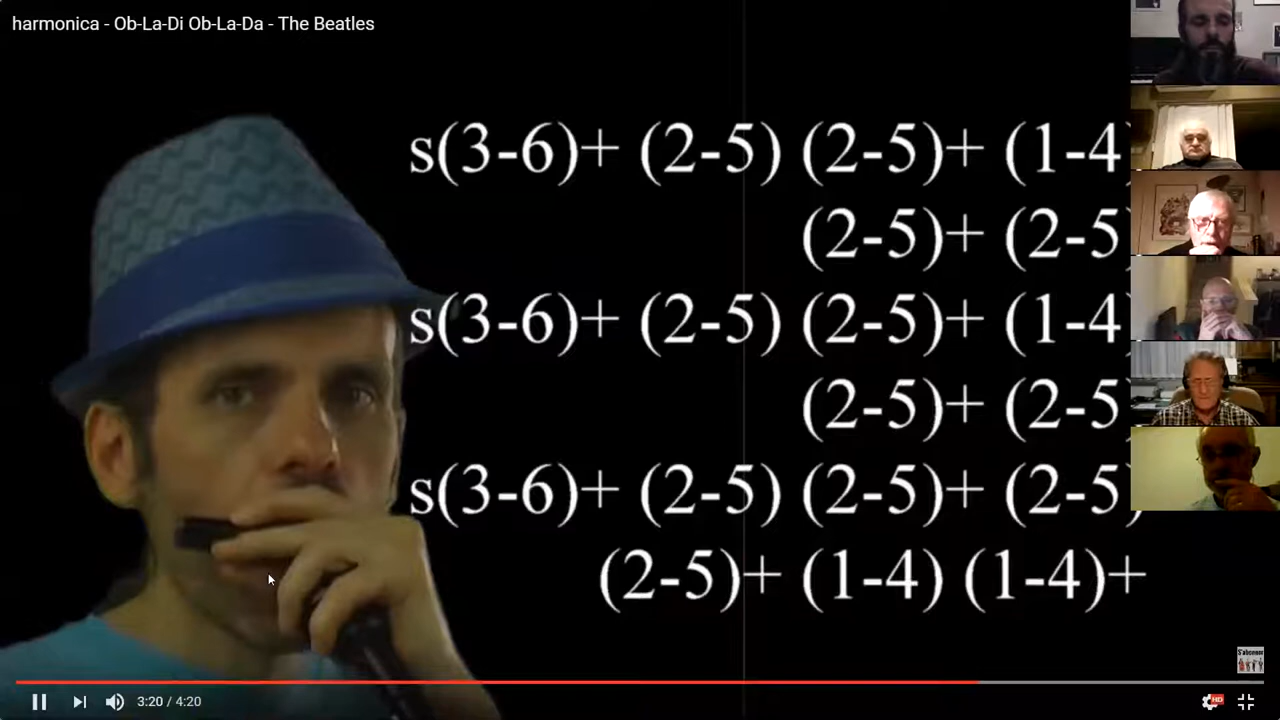 harmonica - Ob-La-Di Ob-La-Da - The Beatles
s(3-6)+ (2-5) (2-5)+ (1-4)
(2-5)+ (2-5)
s(3-6)+ (2-5) (2-5)+ (1-4)
(2-5)+ (2-5)
s(3-6)+ (2-5) (2-5)+ (2-5)
(2-5)+ (1-4) (1-4)+
S'abonner
3:20 / 4:20
HD